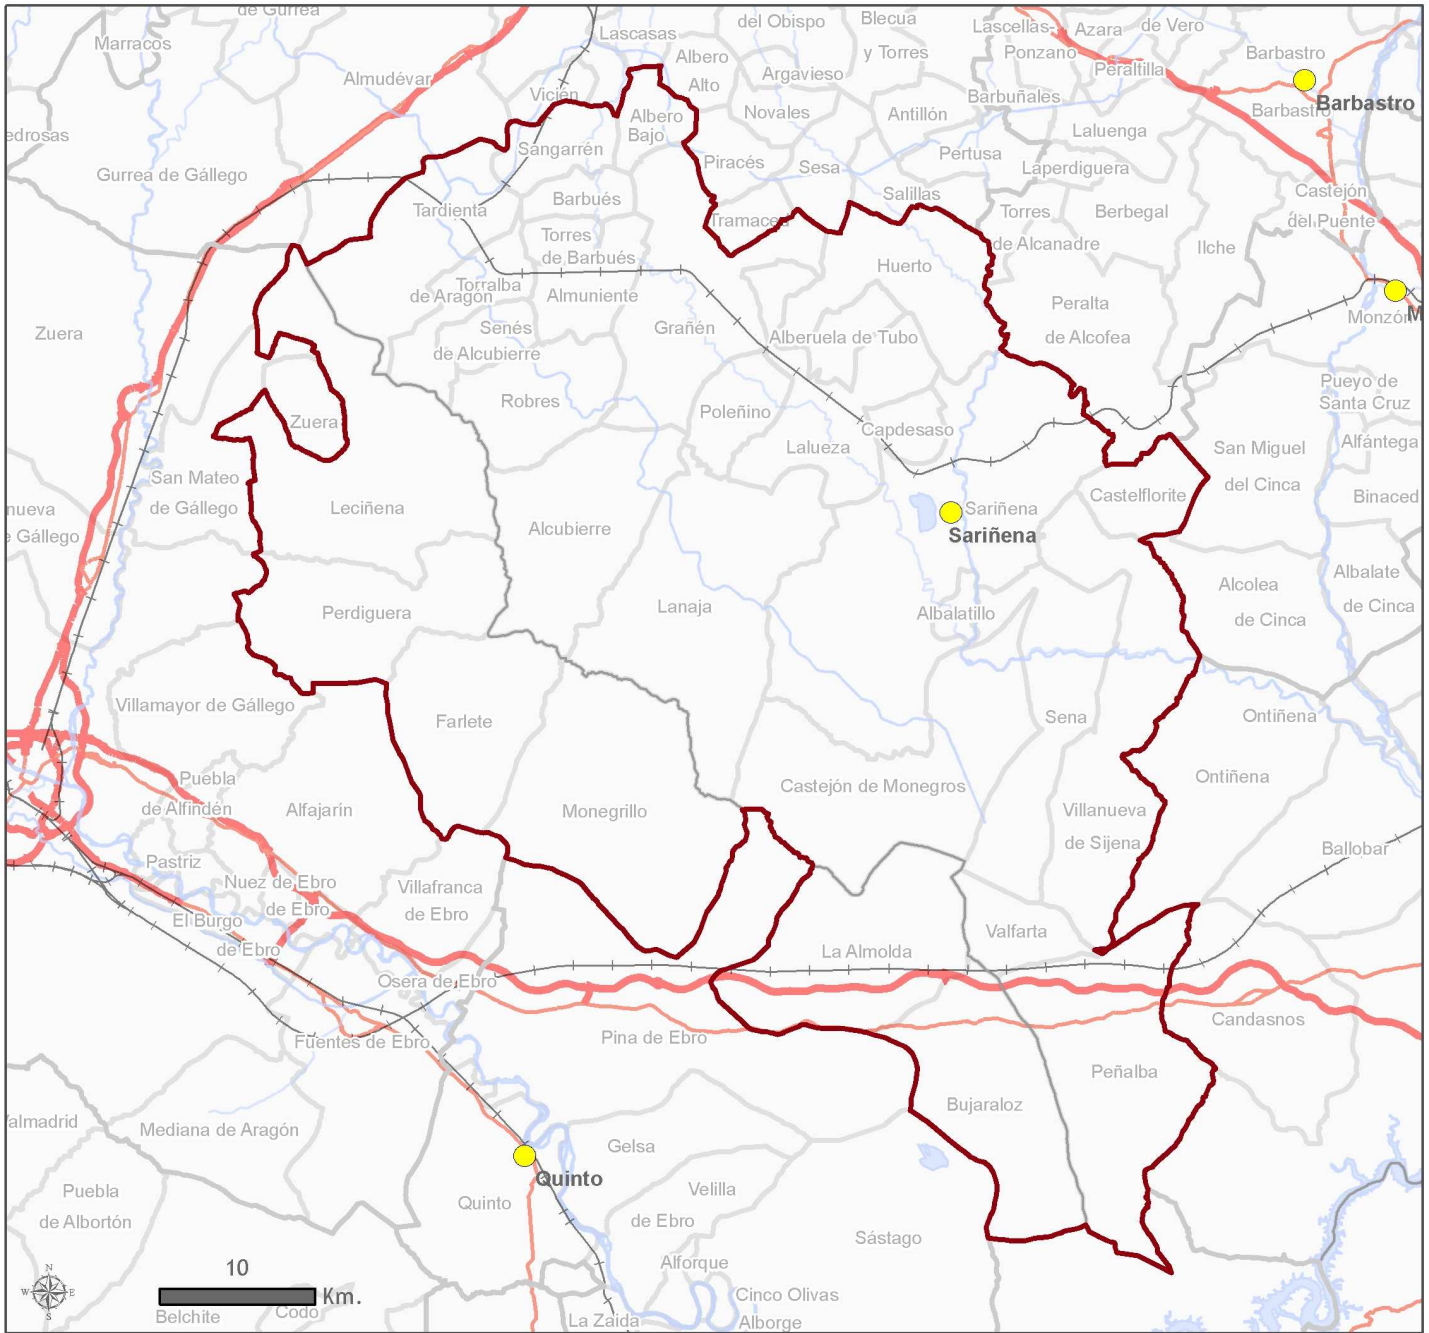 de Gurrea
Marracos
Almudévar
Lascasas
del Obispo
Blecua
y Torres
Lascellas-
Ponzano
Azara
de Vero
Barbastro
Albero
Alto
Argavieso
Peraltilla
Vicién
Barbuñales
Barbastro
Barbastro
edrosas
Albero
Bajo
Novales
Antillón
Laluenga
Sangarrén
Piracés
Sesa
Pertusa
Laperdiguera
Gurrea de Gállego
Barbués
Salillas
Castejón
del Puente
Tardienta
Tramaced
Torres
de Alcanadre
Berbegal
Ilche
Torres
de Barbués
Huerto
Torralba
de Aragón
Almuniente
Peralta
de Alcofea
Monzón
M
Zuera
Senés
de Alcubierre
Grañén
Alberuela de Tubo
Pueyo de
Santa Cruz
Robres
Poleñino
Zuera
Capdesaso
Lalueza
San Miguel
del Cinca
Alfántega
San Mateo
de Gállego
Leciñena
Castelflorite
Binaced
nueva
e Gállego
Alcubierre
Sariñena
Sariñena
Perdiguera
Lanaja
Albalatillo
Alcolea
de Cinca
Albalate
de Cinca
Villamayor de Gállego
Farlete
Sena
Ontiñena
Puebla
de Alfindén
Alfajarín
Monegrillo
Castejón de Monegros
Villanueva
de Sijena
Ontiñena
Pastriz
Ballobar
Nuez de Ebro
de Ebro
Villafranca
de Ebro
El Burgo
de Ebro
La Almolda
Valfarta
Osera de Ebro
Fuentes de Ebro
Pina de Ebro
Candasnos
Peñalba
Bujaraloz
almadrid
Mediana de Aragón
Gelsa
Quinto
Puebla
de Albortón
Quinto
Velilla
de Ebro
Sástago
Alforque
N
W
E
S
10
Km.
Cinco Olivas
Belchite
Codo
La Zaida
Alborge